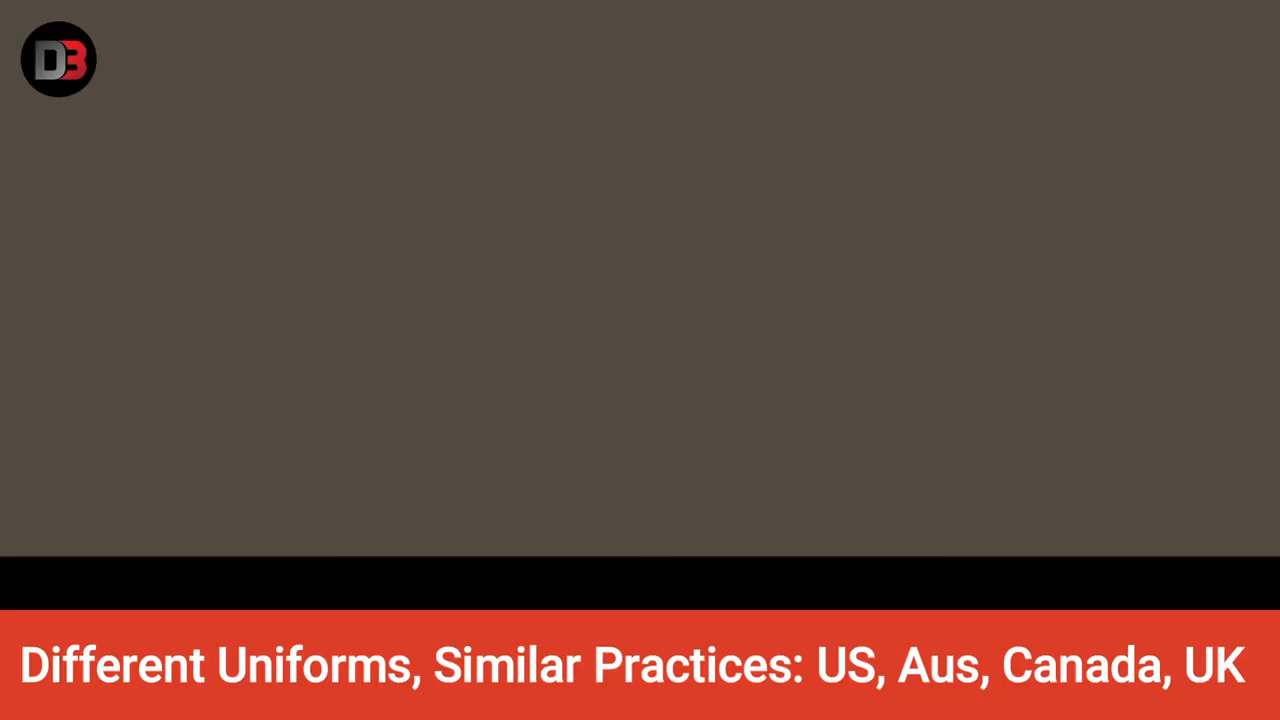 D3
Different Uniforms, Similar Practices: US, Aus, Canada, UK